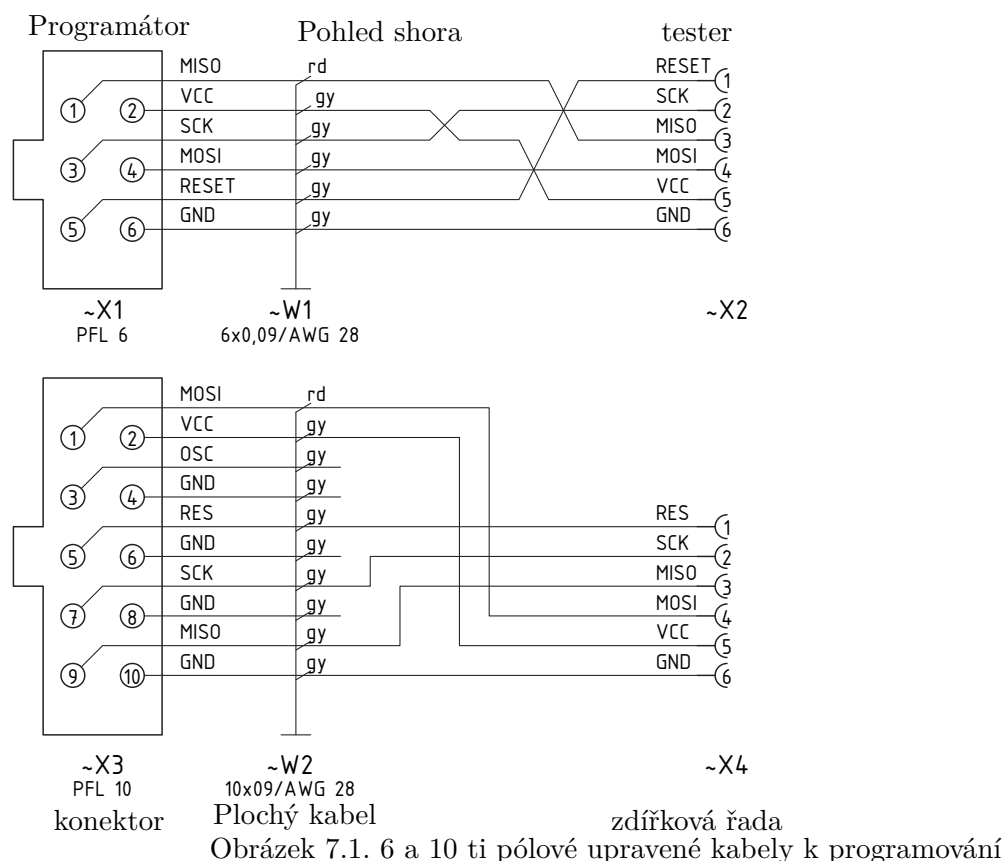 Programátor Pohled shora tester
MISO rd RESET
1
VCC gy SCK
1 2 2
SCK gy MISO
3
MOSI gy MOSI
3 4 4
RESET gy VCC
5
GND gy GND
5 6 6
~X1 ~W1 ~X2
PFL 6 6x0,09/AWG 28
MOSI rd
VCC gy
1 2
OSC gy
GND gy
3 4
RES gy RES
1
GND gy SCK
5 6 2
SCK gy MISO
3
GND gy MOSI
7 8 4
MISO gy VCC
5
GND gy GND
9 10 6
~X3 ~W2 ~X4
PFL 10 10x09/AWG 28
konektor Plochý kabel zdířková řada
Obrázek 7.1. 6 a 10 ti pólové upravené kabely k programování